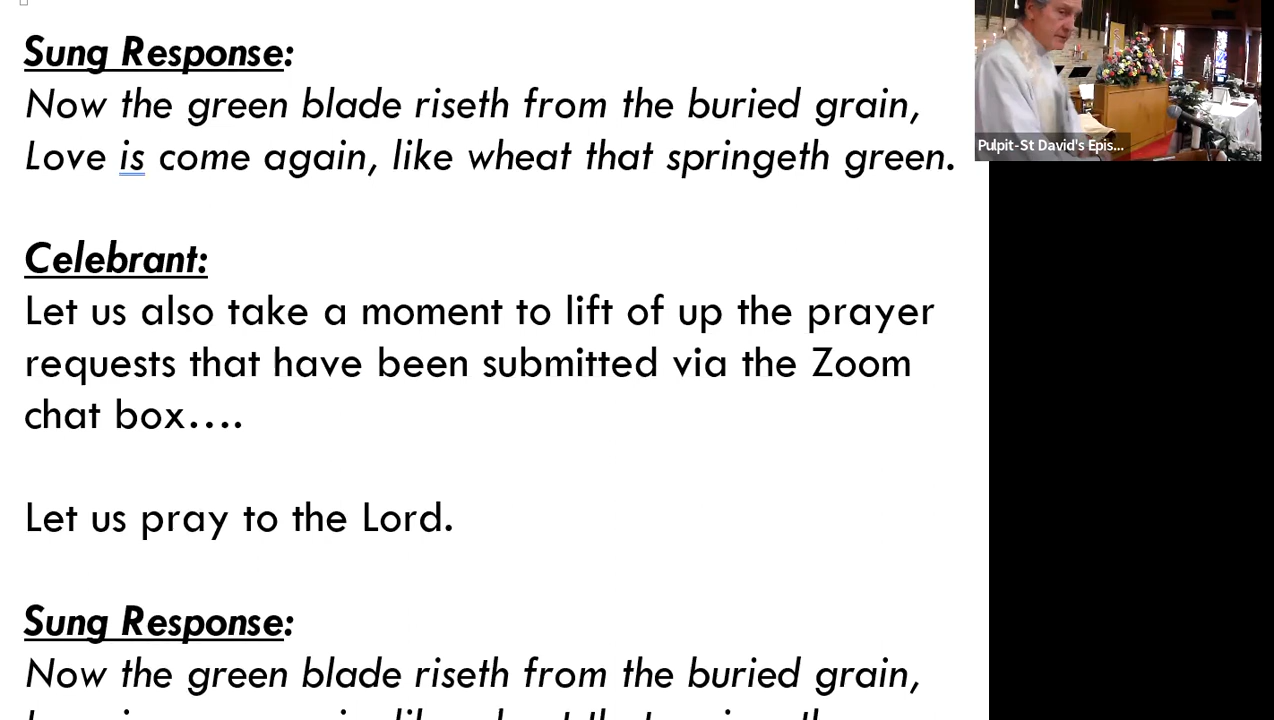 Sung Response:
Now the green blade riseth from the buried grain,
Love is come again, like wheat that springeth green.
Celebrant:
Let us also take a moment to lift of up the prayer
requests that have been submitted via the Zoom
chat box....
Let us pray to the Lord.
Sung Response:
Now the green blade riseth from the buried grain,
Pulpit-St David's Epis...